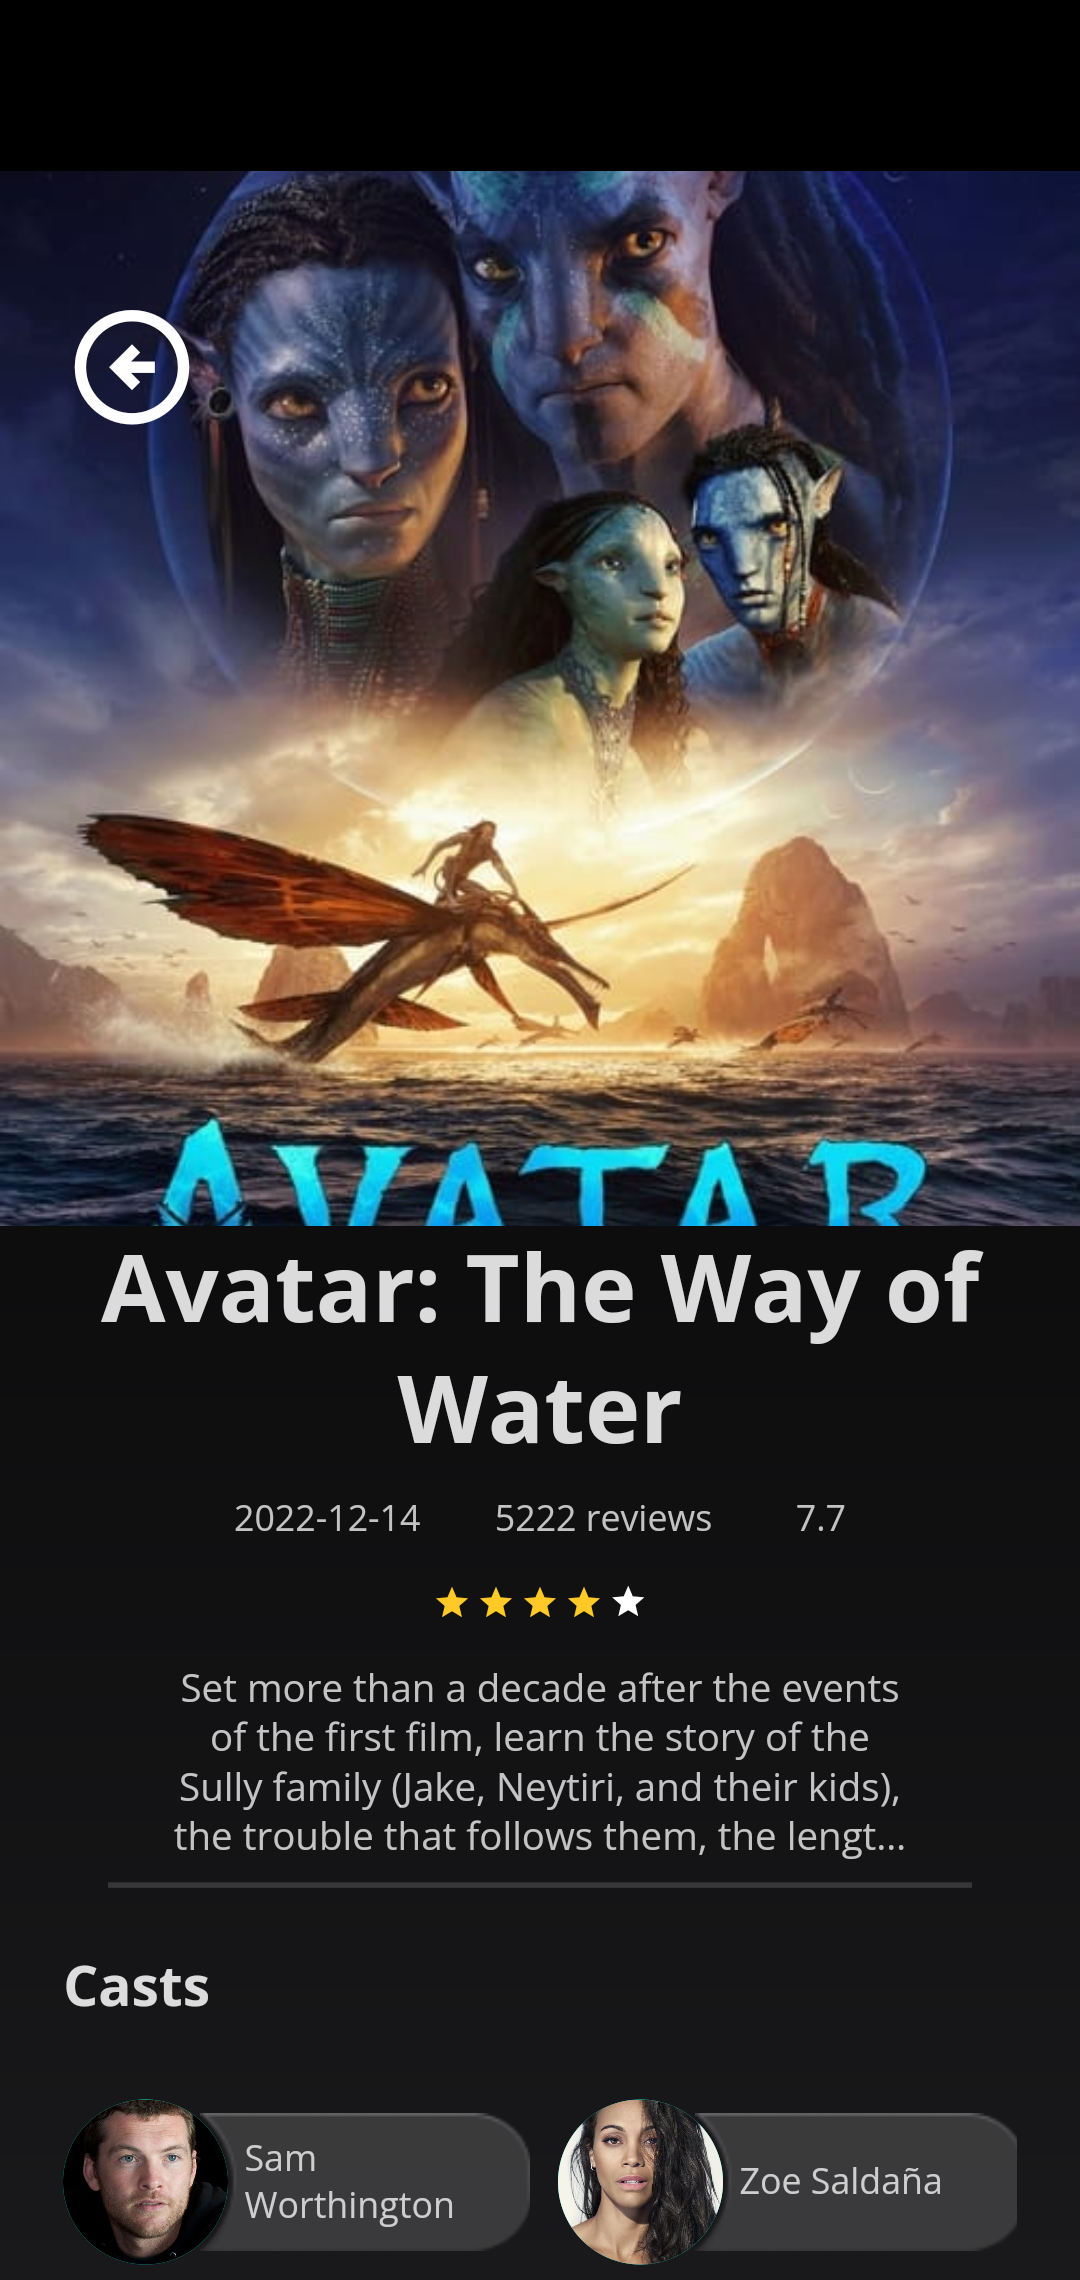 AVATAR
Avatar: The Way of
Water
2022-12-14 5222 reviews 7.7
Set more than a decade after the events
of the first film, learn the story of the
Sully family (Jake, Neytiri, and their kids),
the trouble that follows them, the lengt...
Casts
Sam
Worthington
Zoe Saldaña